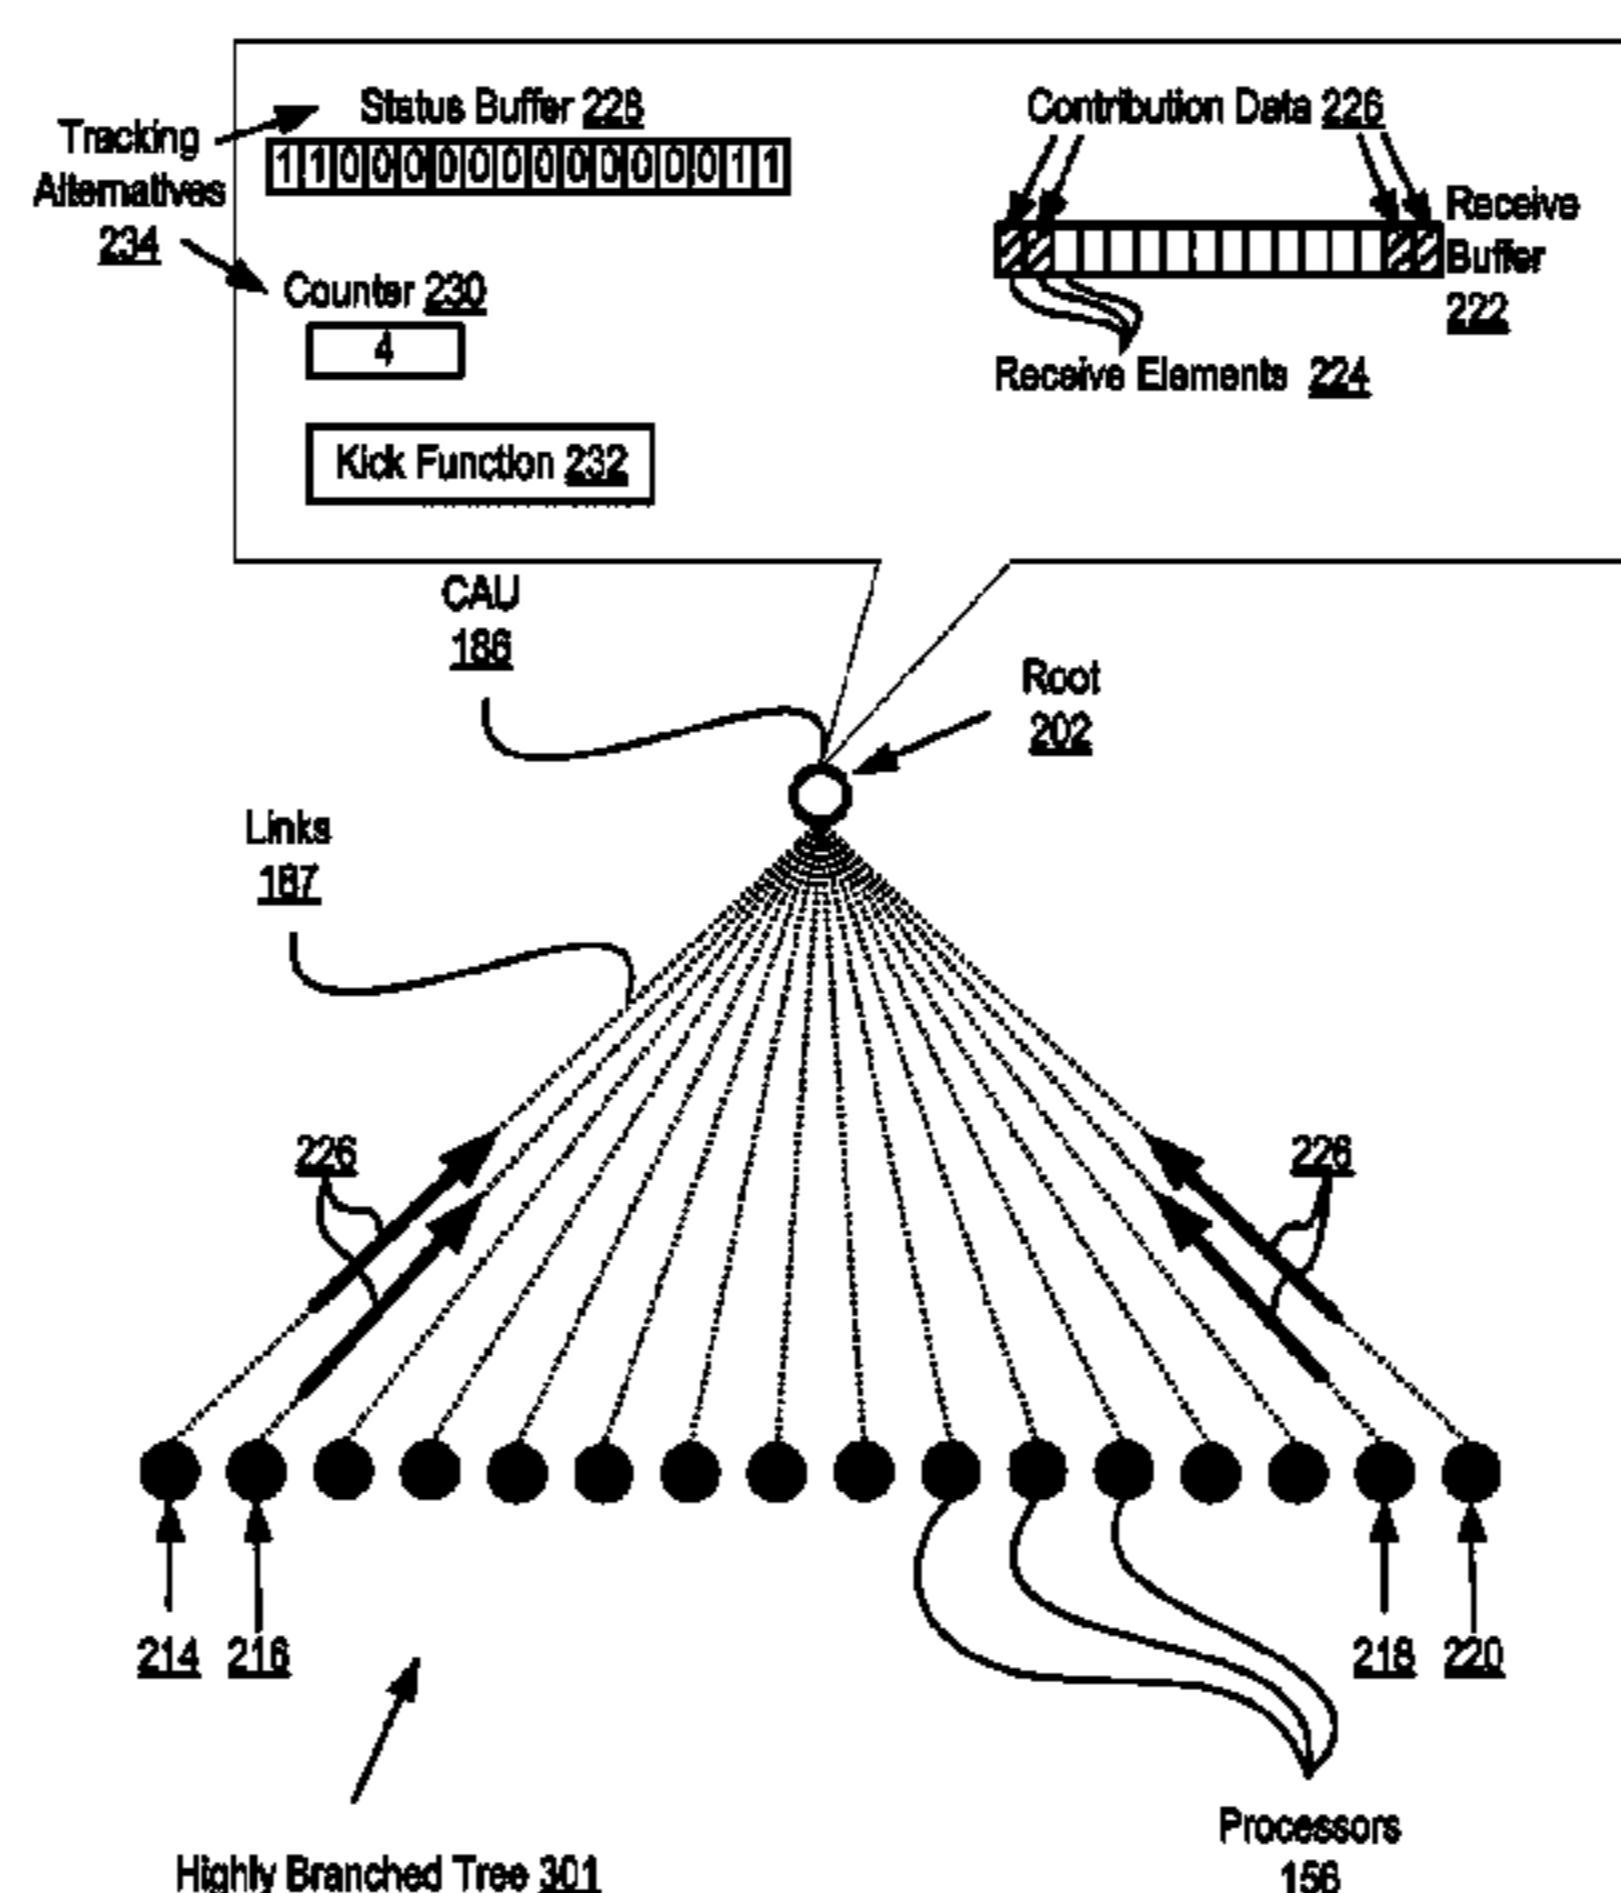 Status Buffer 228
Tracking
Alternatives
234
1 1 0 0 0 0 0 0 0 0 0 0 0 0 1 1
Contribution Data 226
Receive
Buffer
222
Counter 230
4
Receive Elements 224
Kick Function 232
CAU
186
Root
202
Links
187
226
226
214
216
218
220
Processors
156
Highly Branched Tree 301